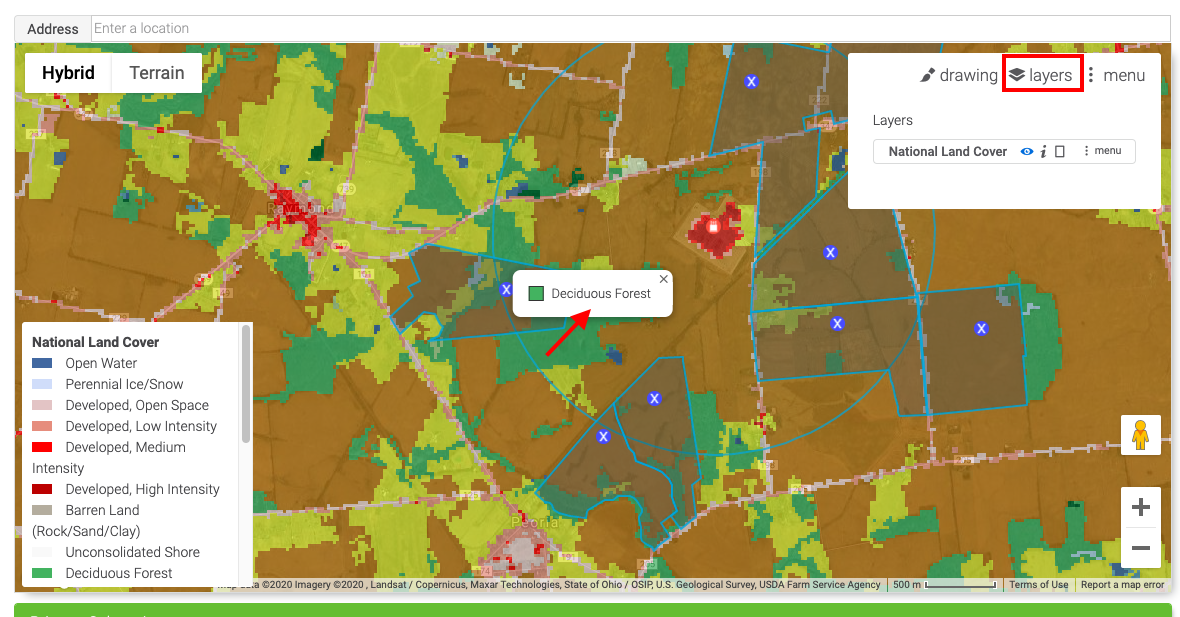 Address
Enter a location
Hybrid
Terrain
drawing
layers
menu
Layers
National Land Cover
i
menu
X
X
X
X
X
X
X
Raymond
739
Deciduous Forest
Peoria
National Land Cover
Open Water
Perennial Ice/Snow
Developed, Open Space
Developed, Low Intensity
Developed, Medium
Intensity
Developed, High Intensity
Barren Land
(Rock/Sand/Clay)
Unconsolidated Shore
Deciduous Forest
Map data ©2020 Imagery ©2020 , Landsat / Copernicus, Maxar Technologies, State of Ohio / OSIP, U.S. Geological Survey, USDA Farm Service Agency
500 m
Terms of Use
Report a map error